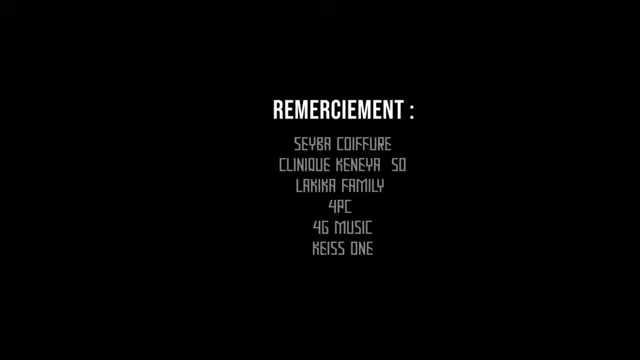 REMERCIEMENT :
SEYBA COIFFURE
CLINIQUE KENEYA SO
LAKIKA FAMILY
4PC
4G MUSIC
KEISS ONE